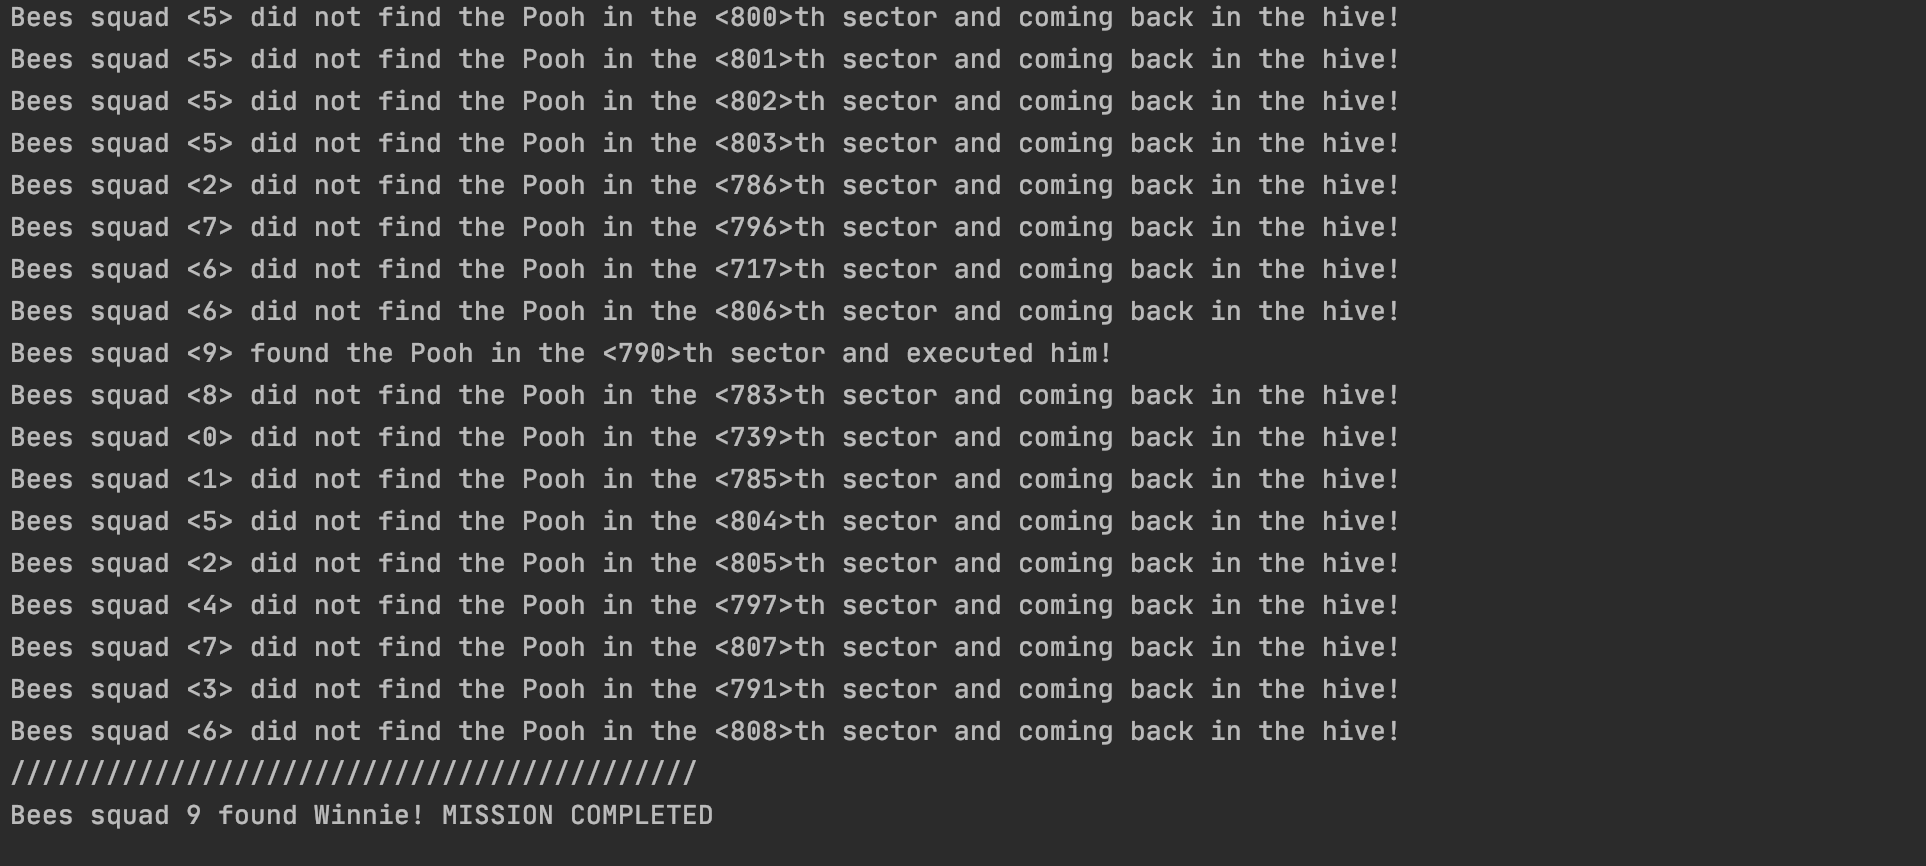 Bees squad <5> did not find the Pooh in the <800>th sector and coming back in the hive!
Bees squad <5> did not find the Pooh in the <801>th sector and coming back in the hive!
Bees squad <5> did not find the Pooh in the <802>th sector and coming back in the hive!
Bees squad <5> did not find the Pooh in the <803>th sector and coming back in the hive!
Bees squad <2> did not find the Pooh in the <786>th sector and coming back in the hive!
Bees squad <7> did not find the Pooh in the <796>th sector and coming back in the hive!
Bees squad <6> did not find the Pooh in the <717>th sector and coming back in the hive!
Bees squad <6> did not find the Pooh in the <806>th sector and coming back in the hive!
Bees squad <9> found the Pooh in the <790>th sector and executed him!
Bees squad <8> did not find the Pooh in the <783>th sector and coming back in the hive!
Bees squad <0> did not find the Pooh in the <739>th sector and coming back in the hive!
Bees squad <1> did not find the Pooh in the <785>th sector and coming back in the hive!
Bees squad <5> did not find the Pooh in the <804>th sector and coming back in the hive!
Bees squad <2> did not find the Pooh in the <805>th sector and coming back in the hive!
Bees squad <4> did not find the Pooh in the <797>th sector and coming back in the hive!
Bees squad <7> did not find the Pooh in the <807>th sector and coming back in the hive!
Bees squad <3> did not find the Pooh in the <791>th sector and coming back in the hive!
Bees squad <6> did not find the Pooh in the <808>th sector and coming back in the hive!
///////////////////////////////////////////
Bees squad 9 found Winnie! MISSION COMPLETED